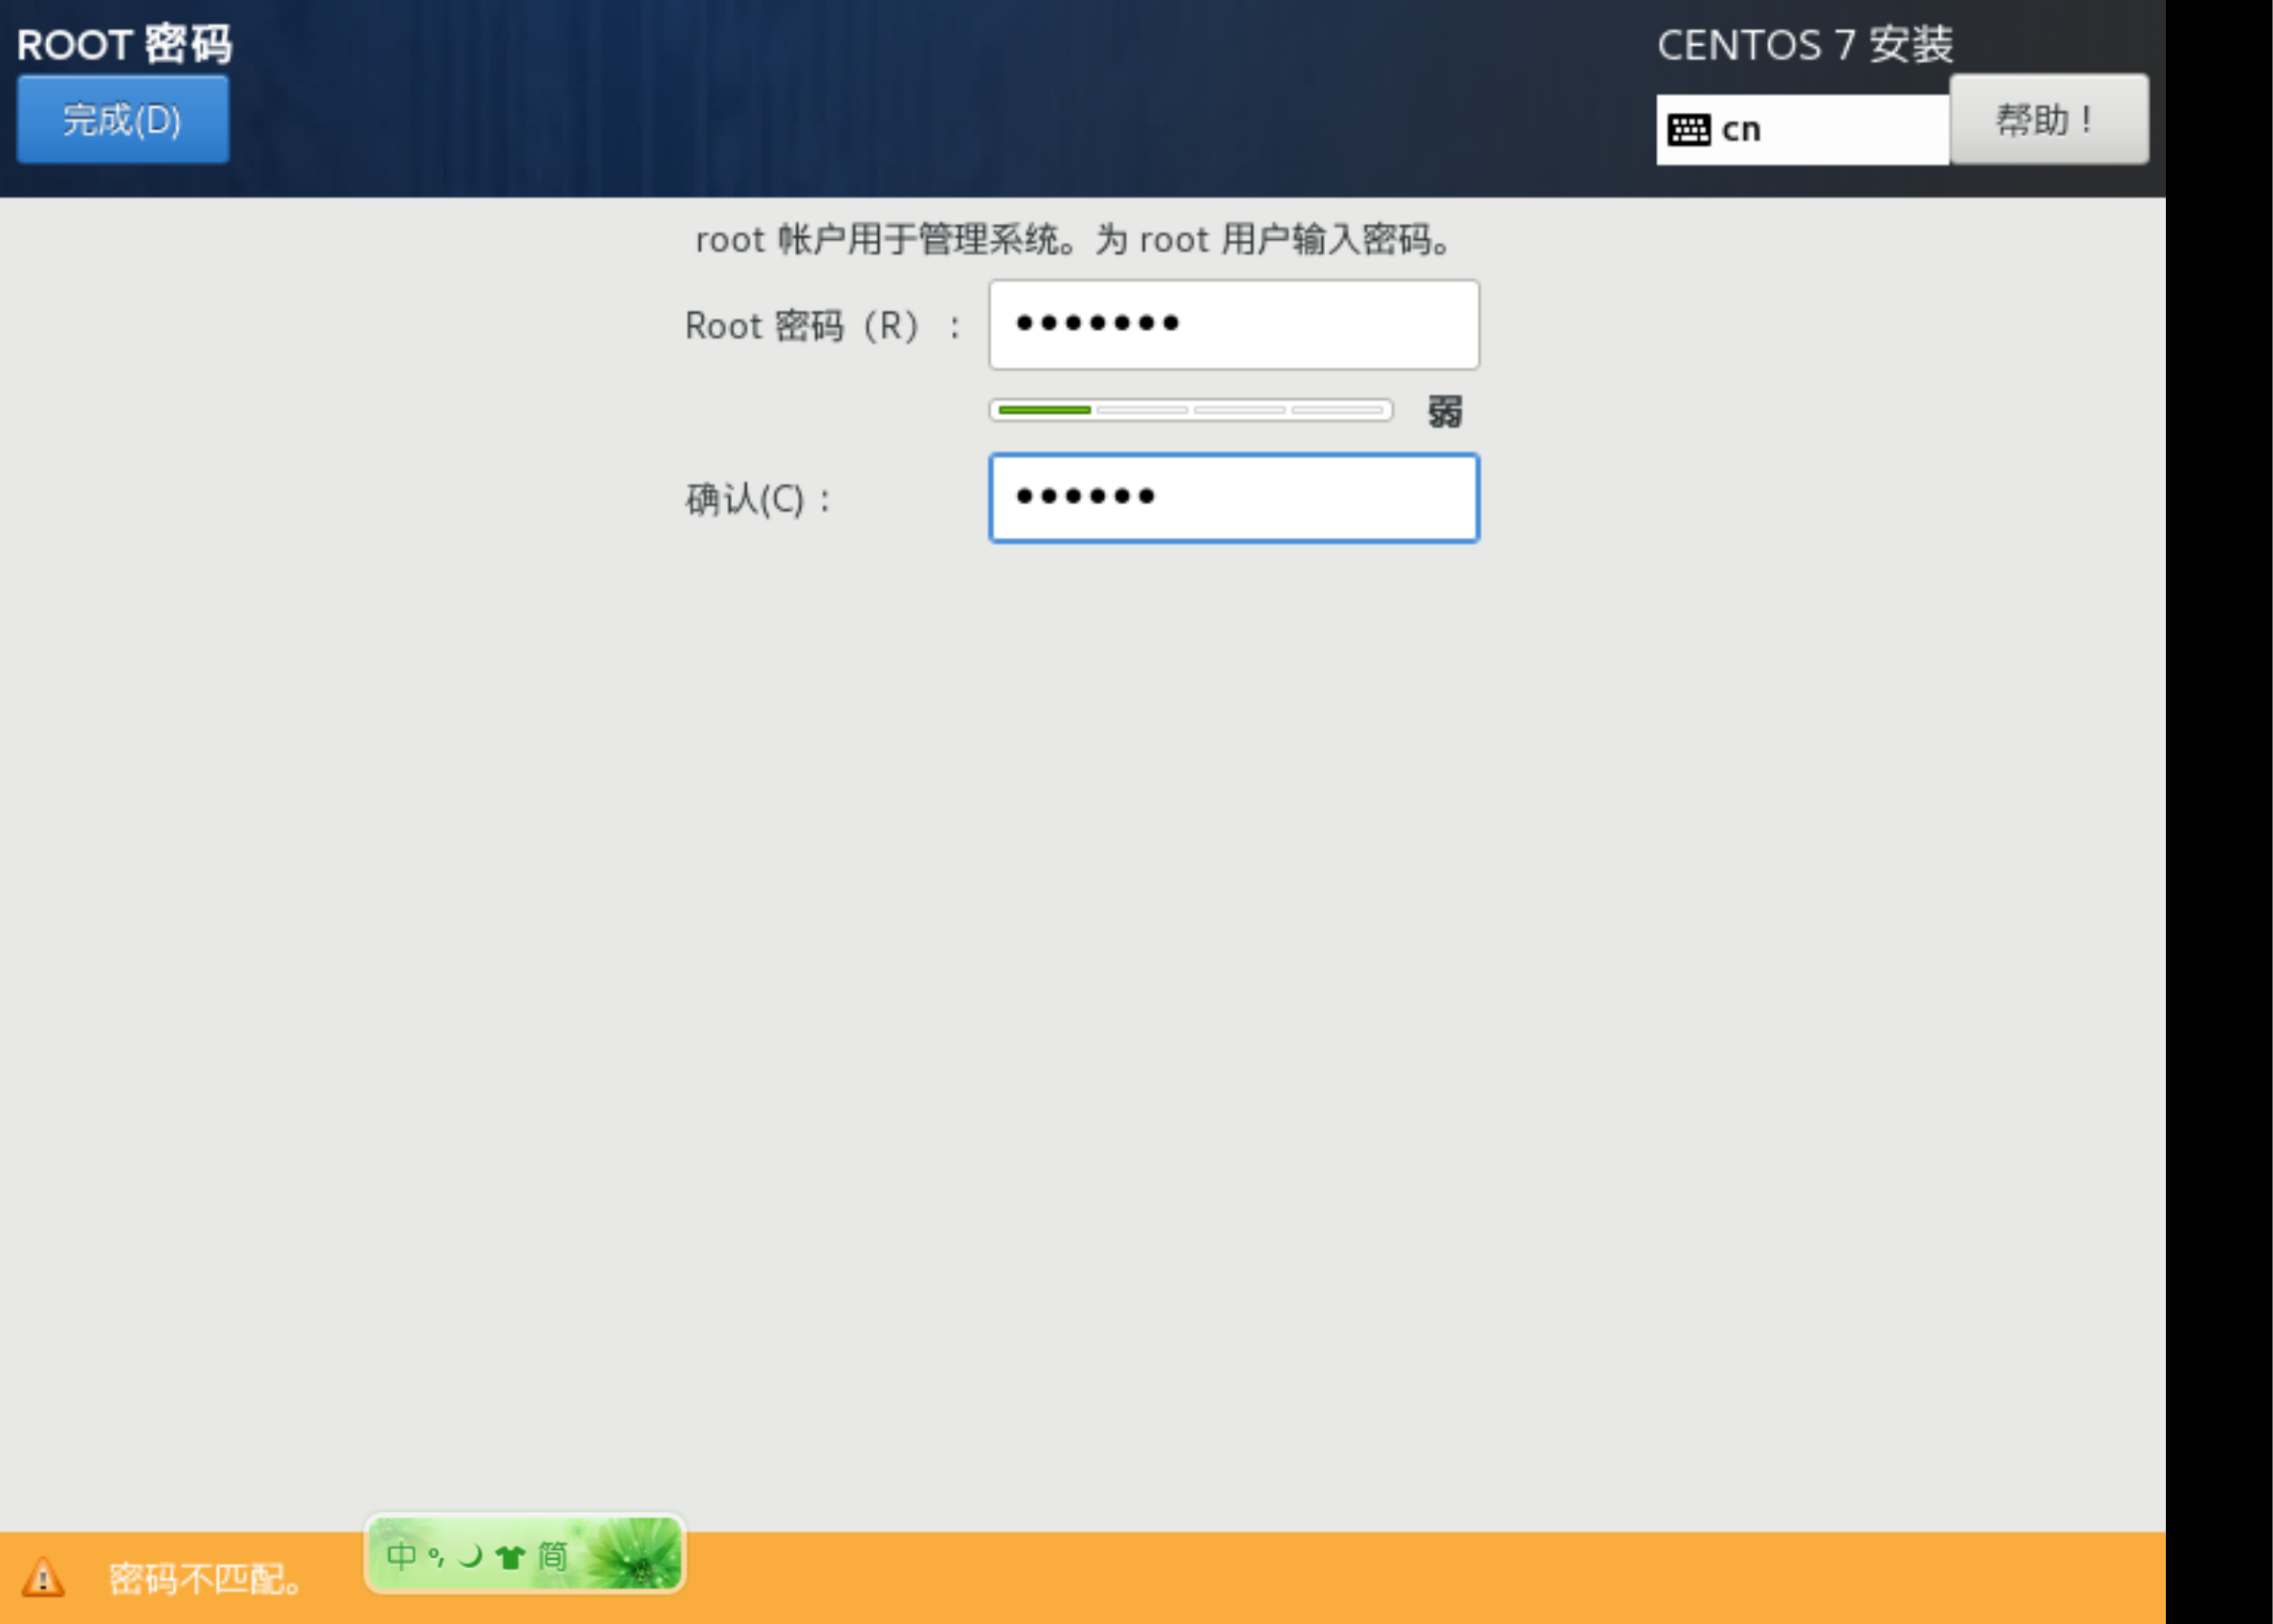 ROOT 密码
CENTOS 7 安装
完成(D)
cn
帮助！
root 帐户用于管理系统。为 root 用户输入密码。
Root 密码（R）：
弱
确认(C)：
密码不匹配。
中 °, 简